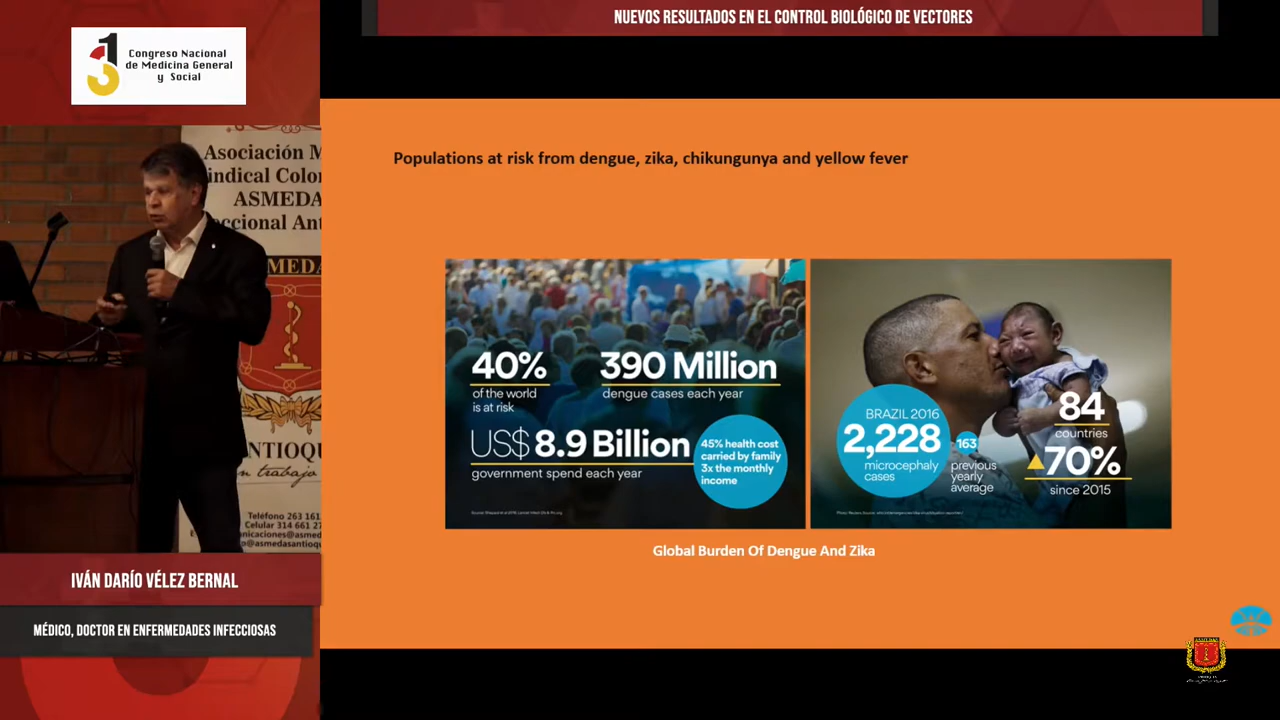 NUEVOS RESULTADOS EN EL CONTROL BIOLÓGICO DE VECTORES
13
Congreso Nacional
de Medicina General
y Social
Asociación M
indical Colo
ASMEDA
eccional Ant
MEDA
ANTIOQU
n trabajo
Teléfono 263 161
Celular 314 661 27
nicaciones@asmed
o@asmedasantioqu
IVÁN DARÍO VÉLEZ BERNAL
MÉDICO, DOCTOR EN ENFERMEDADES INFECCIOSAS
Populations at risk from dengue, zika, chikungunya and yellow fever
40%
of the world
is at risk
390 Million
dengue cases each year
US$ 8.9 Billion
government spend each year
45% health cost
carried by family
3x the monthly
income
BRAZIL 2016
2,228
microcephaly
cases
163
previous
yearly
average
84
countries
70%
since 2015
Global Burden Of Dengue And Zika